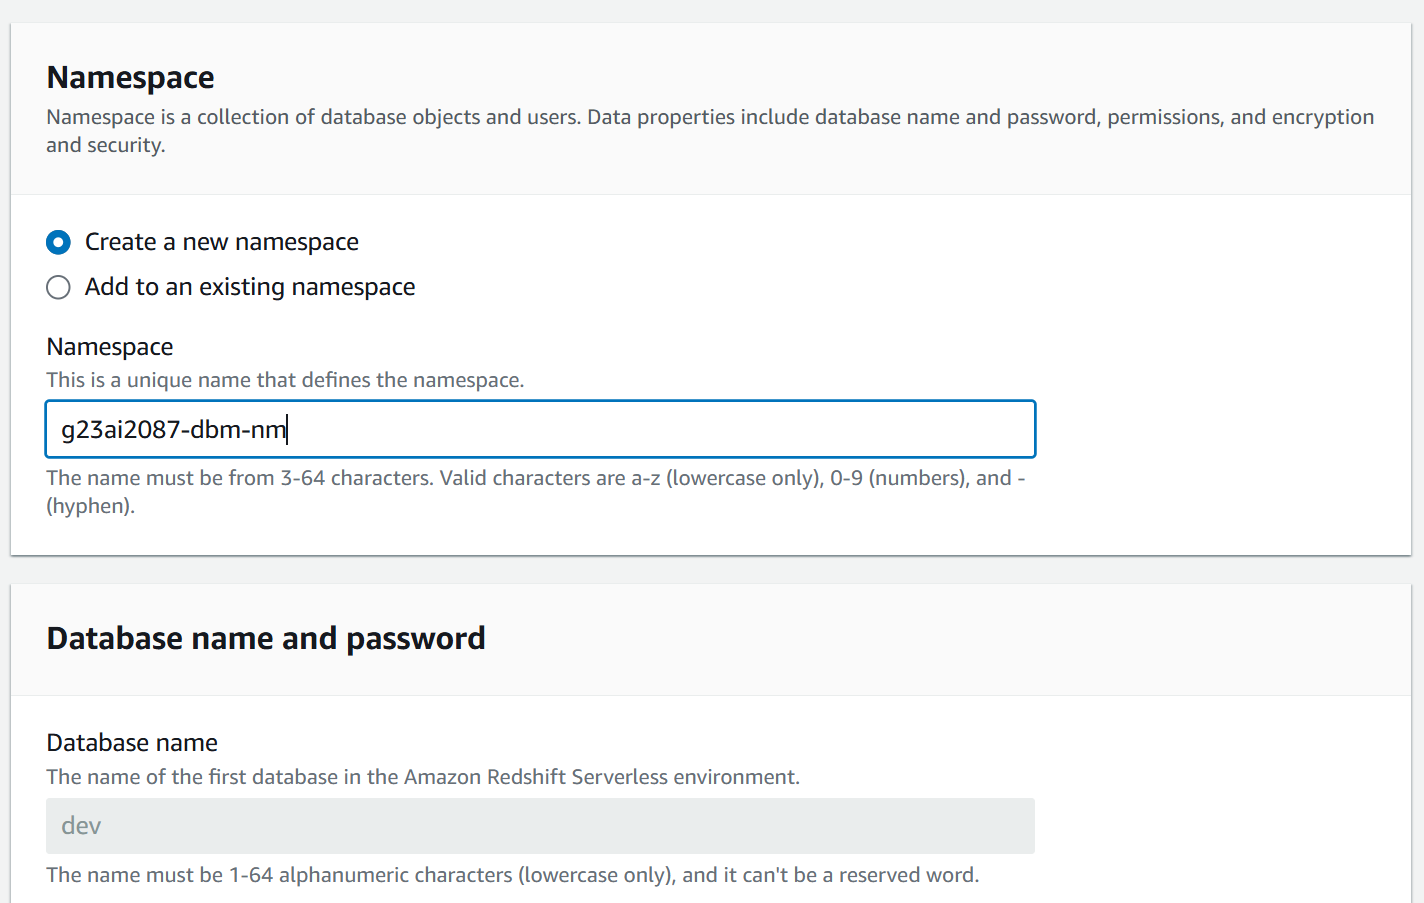 Namespace
Namespace is a collection of database objects and users. Data properties include database name and password, permissions, and encryption
and security.
Create a new namespace
Add to an existing namespace
Namespace
This is a unique name that defines the namespace.
g23ai2087-dbm-nm
The name must be from 3-64 characters. Valid characters are a-z (lowercase only), 0-9 (numbers), and -
(hyphen).
Database name and password
Database name
The name of the first database in the Amazon Redshift Serverless environment.
dev
The name must be 1-64 alphanumeric characters (lowercase only), and it can't be a reserved word.